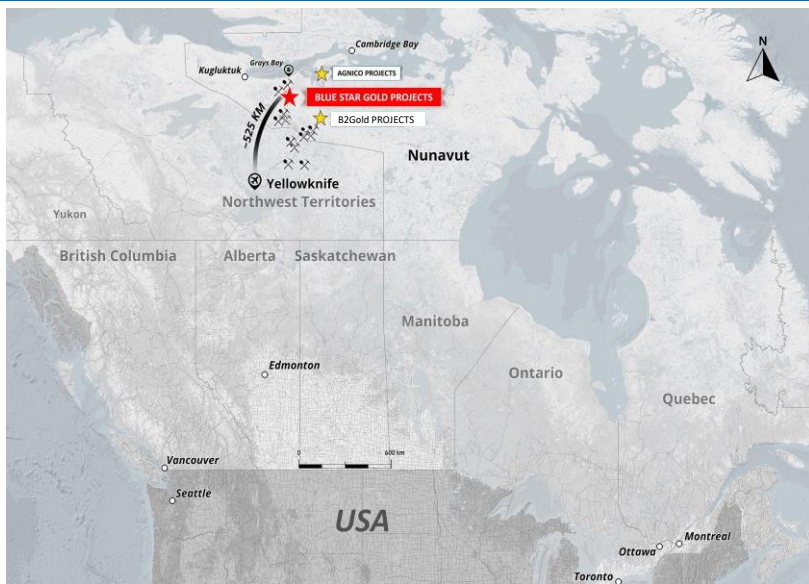 Cambridge Bay
N
Grays Bay
Kugluktuk
AGNICO PROJECTS
BLUE STAR GOLD PROJECTS
~525 KM
B2Gold PROJECTS
Nunavut
Yellowknife
Northwest Territories
Yukon
British Columbia
Alberta
Saskatchewan
Manitoba
Edmonton
Ontario
Quebec
0
600 km
Vancouver
Seattle
USA
Montreal
Ottawa
Toronto